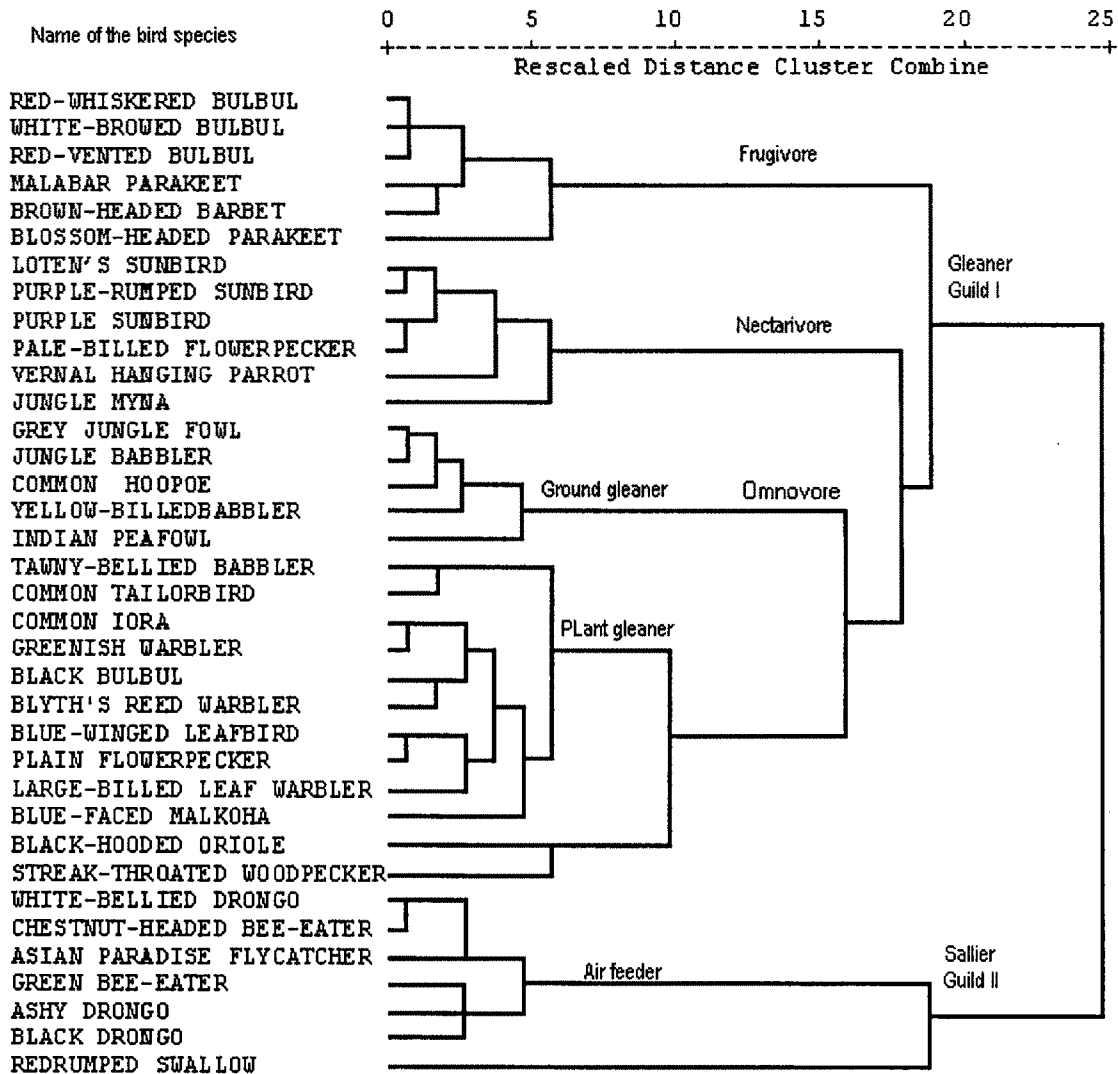 0 5 10 15 20 25
Name of the bird species
Rescaled Distance Cluster Combine
RED-WHISKERED BULBUL
WHITE-BROWED BULBUL
RED-VENTED BULBUL
Frugivore
MALABAR PARAKEET
BROWN-HEADED BARBET
BLOSSOM-HEADED PARAKEET
LOTEN'S SUNBIRD
Gleaner
Guild I
PURPLE-RUMPED SUNBIRD
PURPLE SUNBIRD
Nectarivore
PALE-BILLED FLOWERPECKER
VERNAL HANGING PARROT
JUNGLE MYNA
GREY JUNGLE FOWL
JUNGLE BABBLER
COMMON HOOPOE
Ground gleaner
Omnovore
YELLOW-BILLEDBABBLER
INDIAN PEAFOWL
TAWNY-BELLIED BABBLER
COMMON TAILORBIRD
COMMON IORA
PLant gleaner
GREENISH WARBLER
BLACK BULBUL
BLYTH'S REED WARBLER
BLUE-WINGED LEAFBIRD
PLAIN FLOWERPECKER
LARGE-BILLED LEAF WARBLER
BLUE-FACED MALKOHA
BLACK-HOODED ORIOLE
STREAK-THROATED WOODPECKER
WHITE-BELLIED DRONGO
CHESTNUT-HEADED BEE-EATER
ASIAN PARADISE FLYCATCHER
Air feeder
Sallier
Guild II
GREEN BEE-EATER
ASHY DRONGO
BLACK DRONGO
REDRUMPED SWALLOW